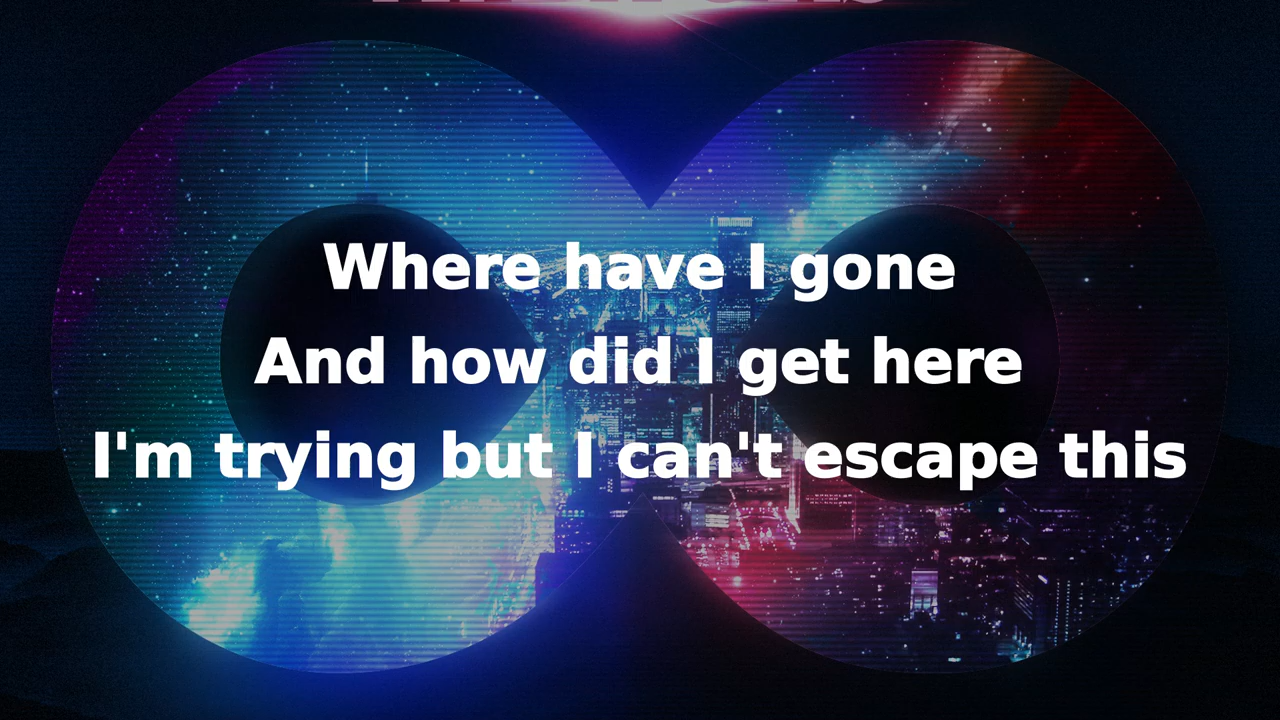 Where have I gone
And how did I get here
I'm trying but I can't escape this